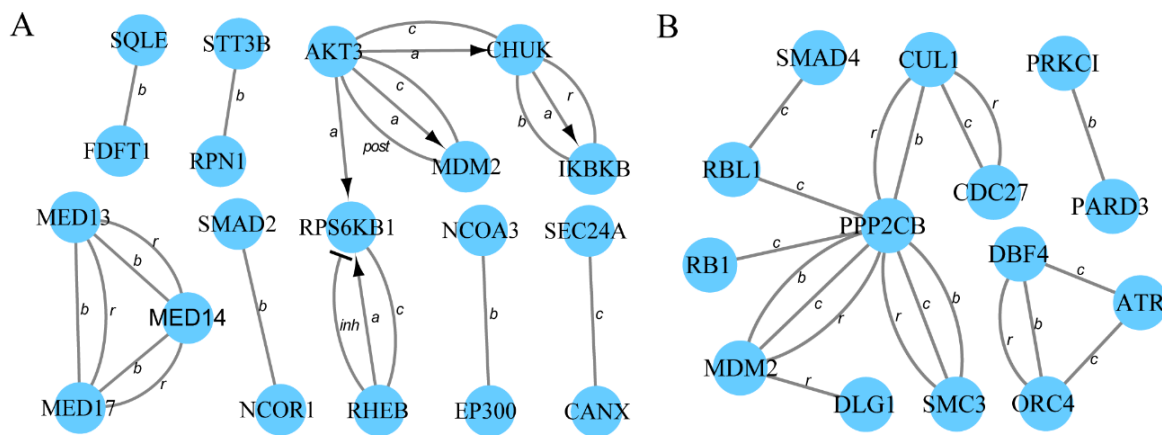 A
SQLE
STT3B
AKT3
c
a
CHUK
b
b
c
a
post
a
b
a
r
FDFT1
RPN1
MDM2
IKBKB
MED13
SMAD2
RPS6KB1
NCOA3
SEC24A
r
b
b
r
MED14
b
r
b
inh
a
c
b
c
MED17
NCOR1
RHEB
EP300
CANX
B
SMAD4
CUL1
PRKCI
c
r
b
c
r
b
RBL1
c
CDC27
PARD3
PPP2CB
RB1
c
DBF4
c
ATR
b
c
r
r
c
b
r
b
c
MDM2
r
DLG1
SMC3
ORC4